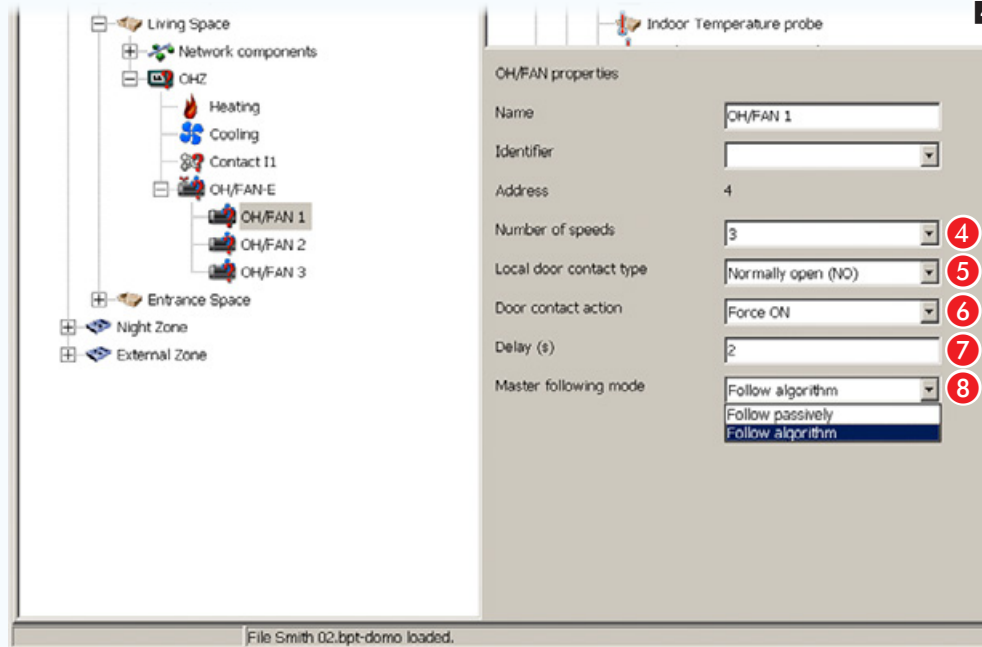 Living Space
Network components
OHZ
Heating
Cooling
Contact I1
OH/FAN-E
OH/FAN 1
OH/FAN 2
OH/FAN 3
Entrance Space
Night Zone
External Zone
Indoor Temperature probe
OH/FAN properties
Name OH/FAN 1
Identifier
Address 4
Number of speeds 3 4
Local door contact type Normally open (NO) 5
Door contact action Force ON 6
Delay (s) 2 7
Master following mode Follow algorithm 8
Follow passively
Follow algorithm
File Smith 02.bpt-domo loaded.